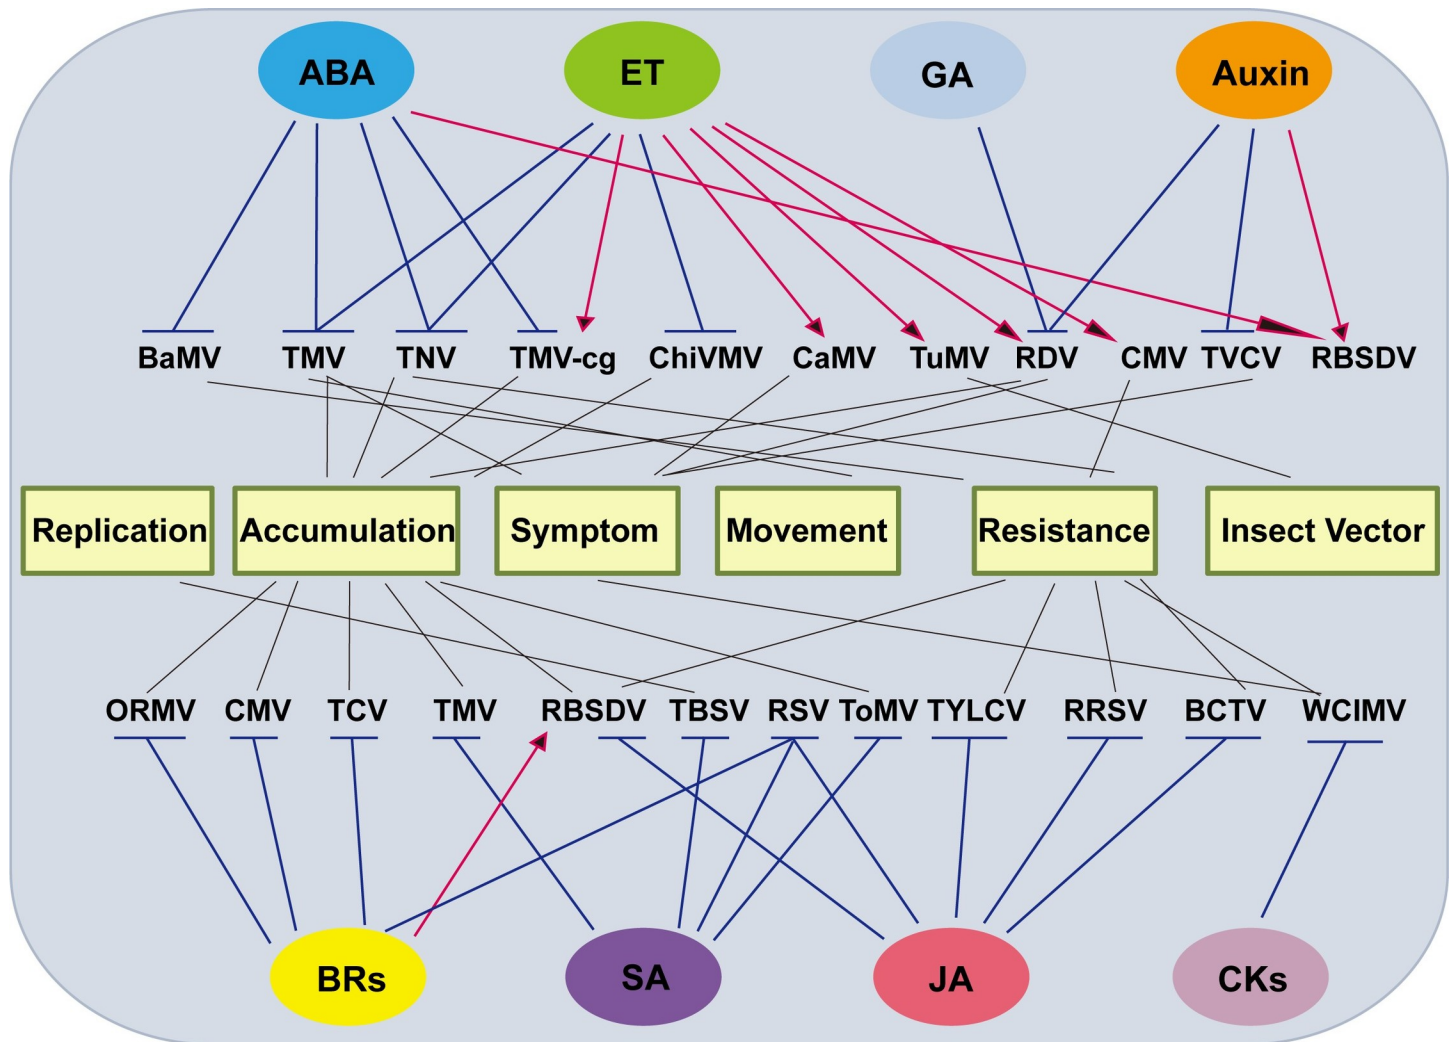 ABA ET GA Auxin
BaMV TMV TNV TMV-cg ChiVMV CaMV TuMV RDV CMV TVCV RBSDV
Replication Accumulation Symptom Movement Resistance Insect Vector
ORMV CMV TCV TMV RBSDV TBSV RSV ToMV TYLCV RRSV BCTV WCIMV
BRs SA JA CKs